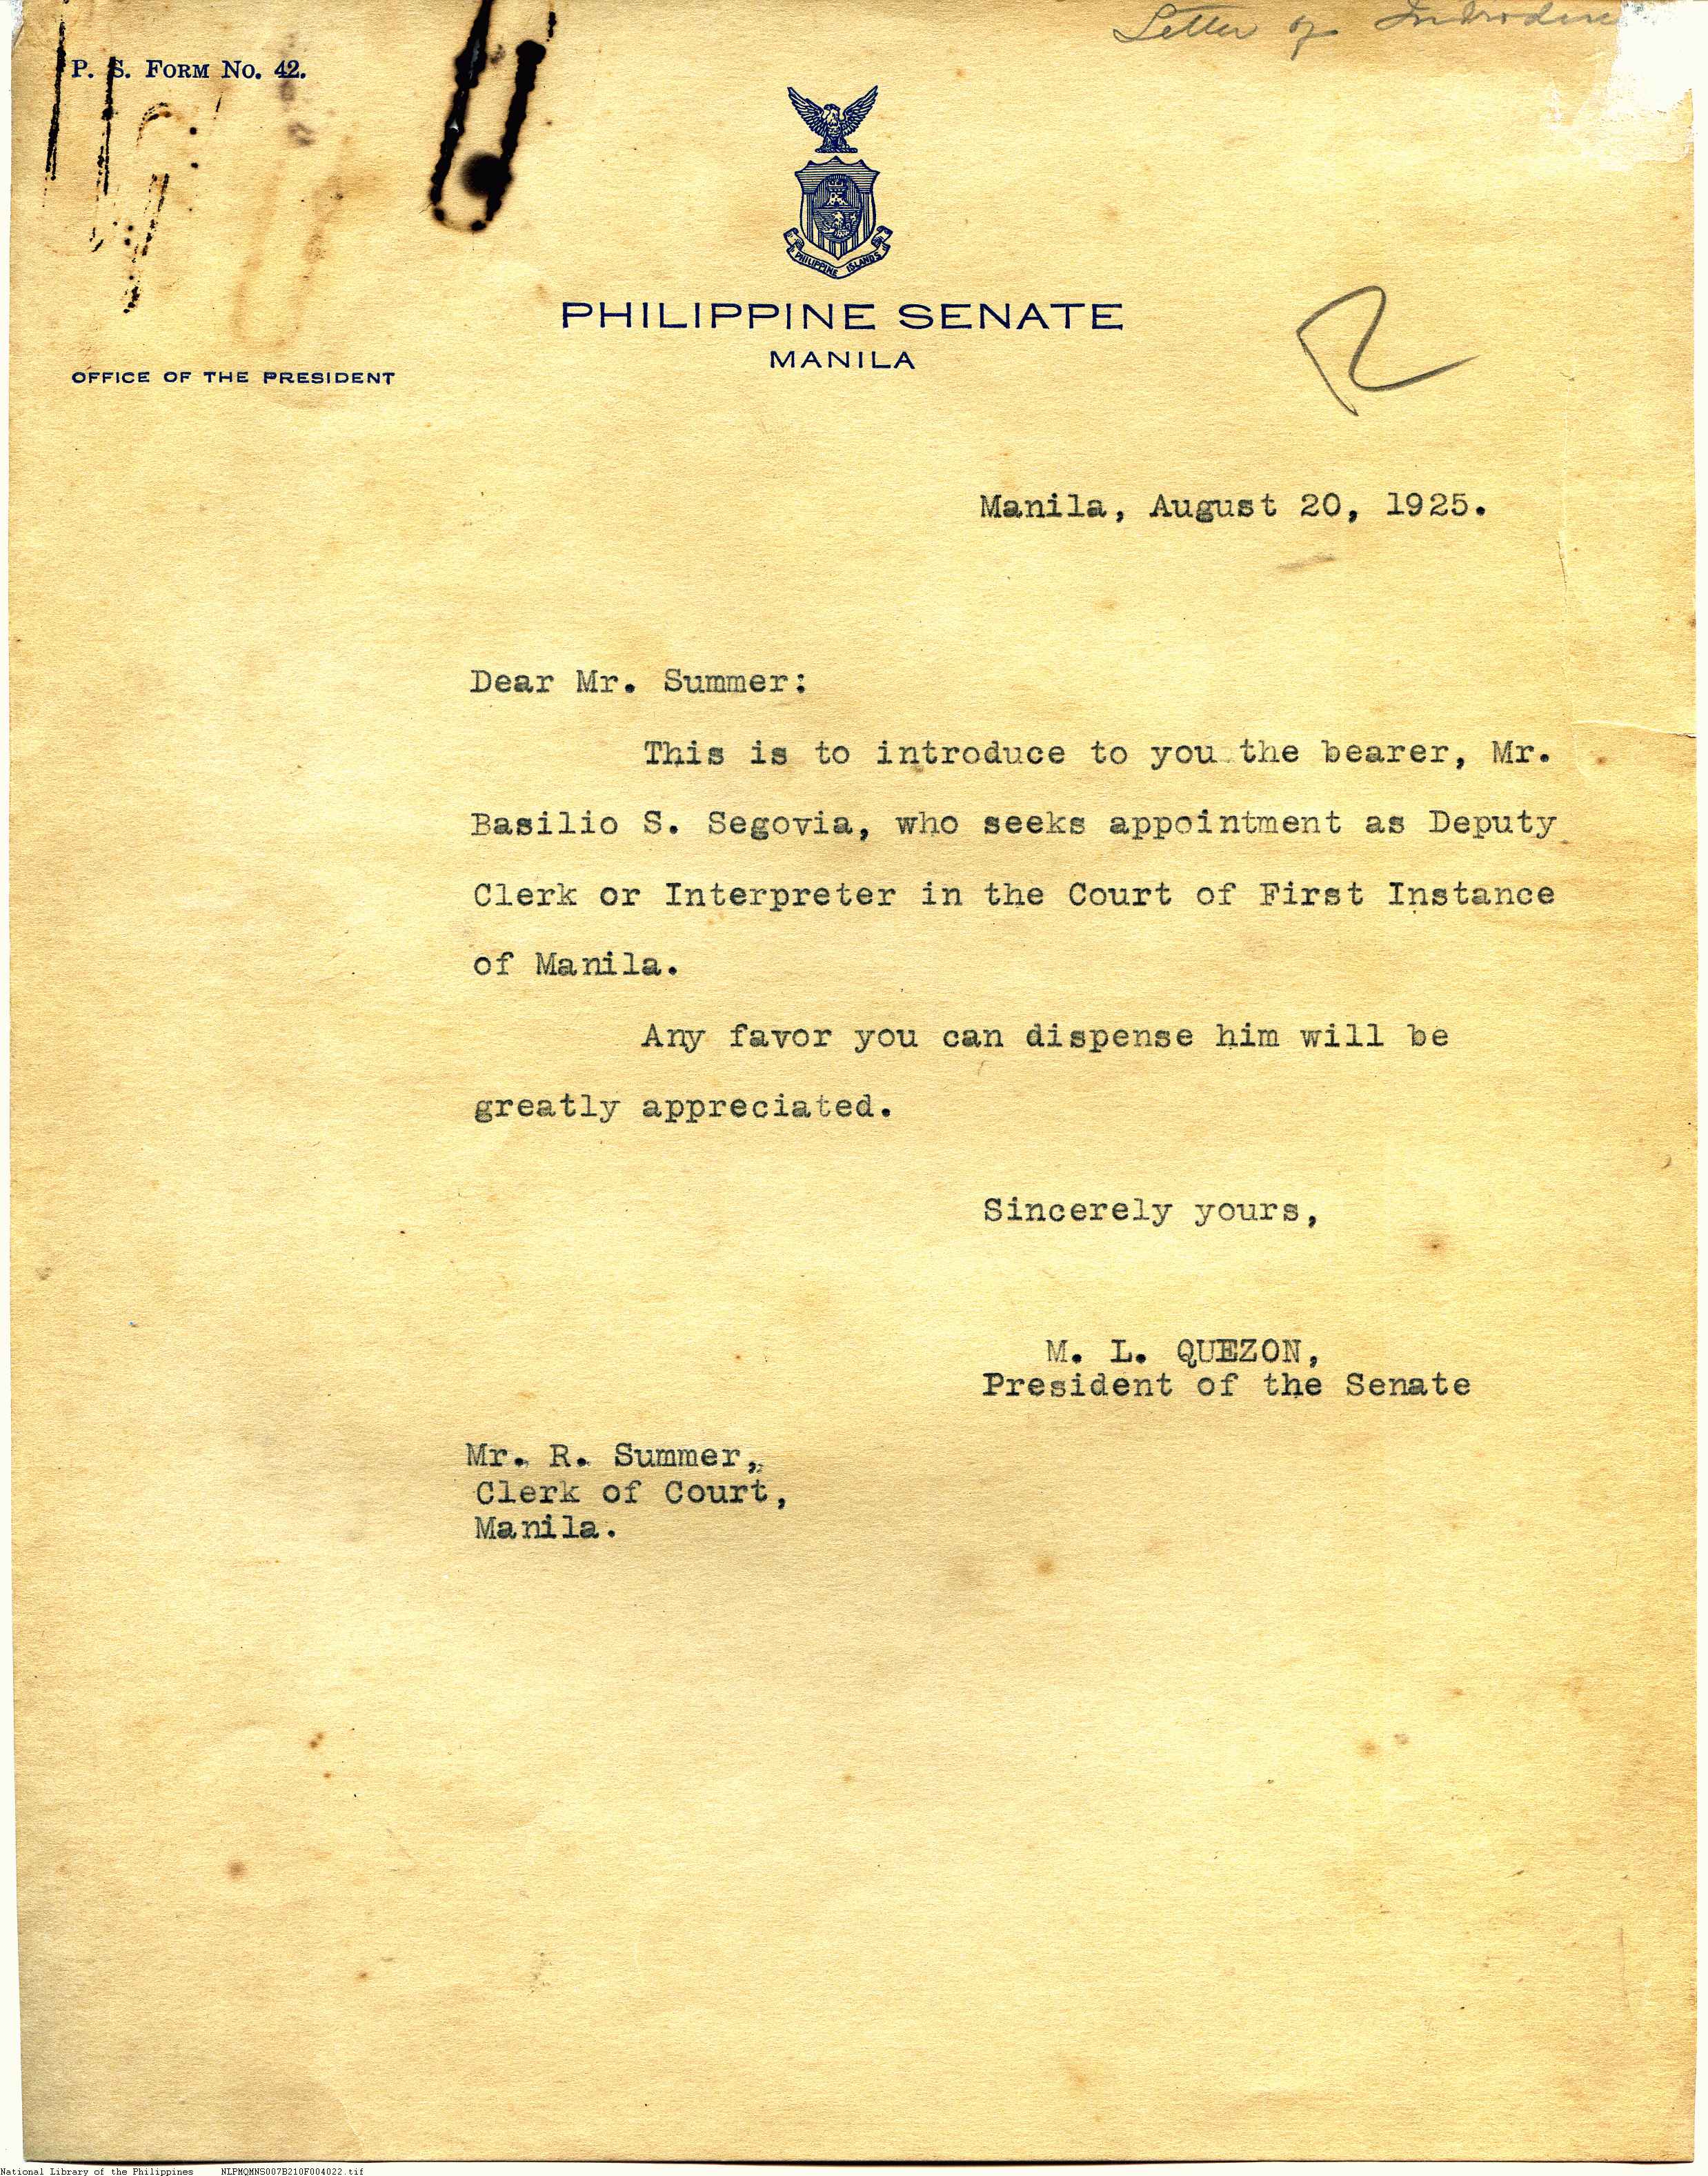 Letter of
P. S. FORM NO. 42.
PHILIPPINE ISLANDS
PHILIPPINE SENATE
MANILA
OFFICE OF THE PRESIDENT
R
Manila, August 20, 1925.
Dear Mr. Summer:
This is to introduce to you the bearer, Mr.
Basilio S. Segovia, who seeks appointment as Deputy
Clerk or Interpreter in the Court of First Instance
of Manila.
Any favor you can dispense him will be
greatly appreciated.
Sincerely yours,
M. L. QUEZON,
President of the Senate
Mr. R. Summer,
Clerk of Court,
Manila.
National Library of the Philippines NLPMQMNS007B210F004022.tif